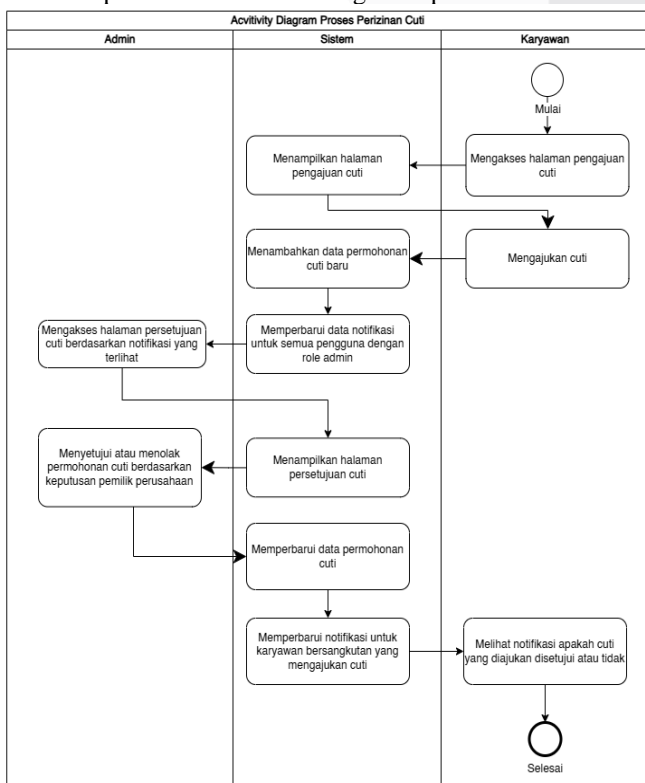 Acvitivity Diagram Proses Perizinan Cuti
Admin
Sistem
Karyawan
Mulai
Mengakses halaman pengajuan
cuti
Menampilkan halaman
pengajuan cuti
Mengajukan cuti
Menambahkan data permohonan
cuti baru
Memperbarui data notifikasi
untuk semua pengguna dengan
role admin
Mengakses halaman persetujuan
cuti berdasarkan notifikasi yang
terlihat
Menampilkan halaman
persetujuan cuti
Menyetujui atau menolak
permohonan cuti berdasarkan
keputusan pemilik perusahaan
Memperbarui data permohonan
cuti
Memperbarui notifikasi untuk
karyawan bersangkutan yang
mengajukan cuti
Melihat notifikasi apakah cuti
yang diajukan disetujui atau tidak
Selesai